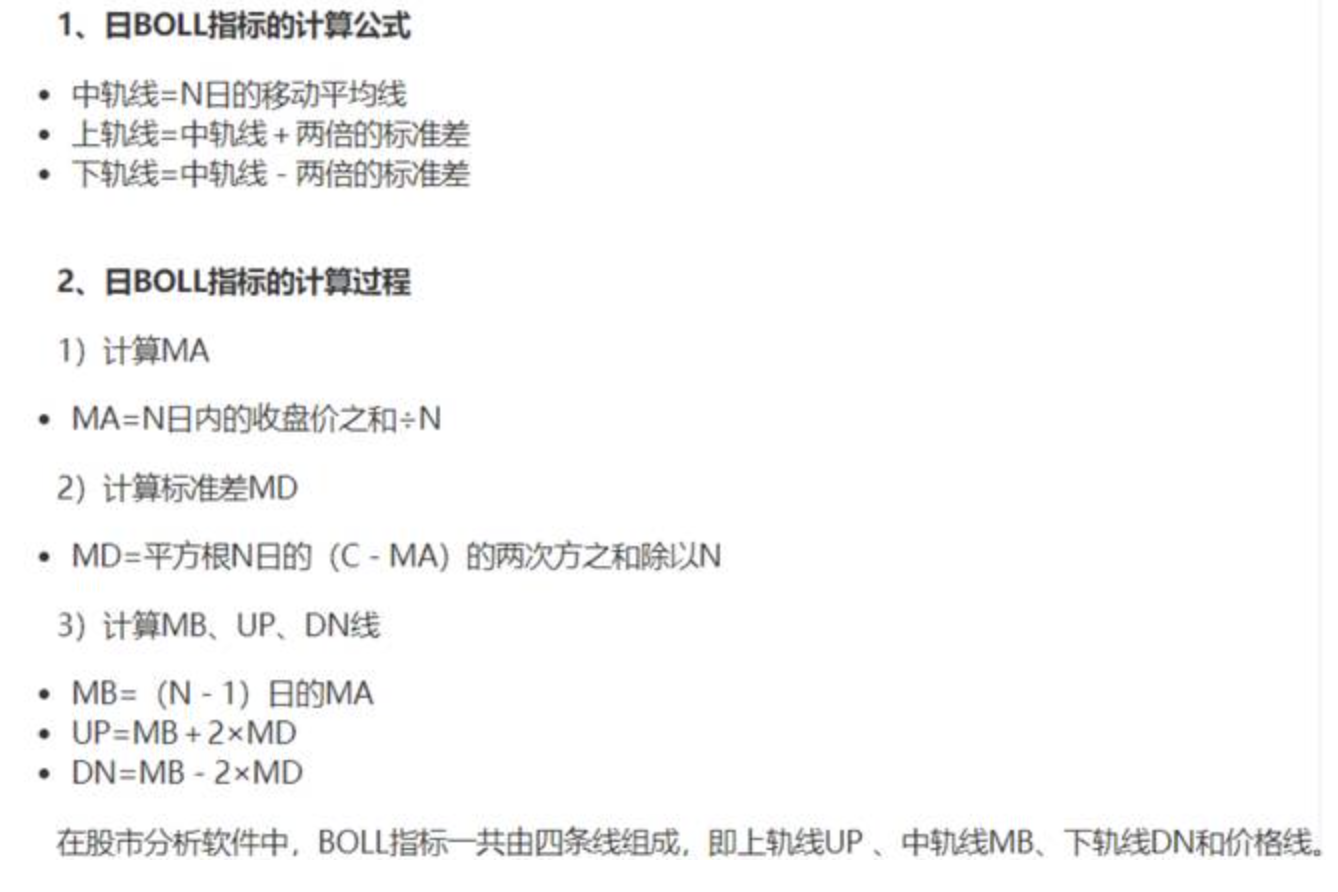 1、日BOLL指标的计算公式
• 中轨线=N日的移动平均线
• 上轨线=中轨线+两倍的标准差
• 下轨线=中轨线-两倍的标准差
2、日BOLL指标的计算过程
1)计算MA
• MA=N日内的收盘价之和÷N
2)计算标准差MD
• MD=平方根N日的(C-MA)的两次方之和除以N
3)计算MB、UP、DN线
• MB=(N-1)日的MA
• UP=MB+2×MD
• DN=MB-2×MD
在股市分析软件中,BOLL指标一共由四条线组成,即上轨线UP 、中轨线MB、下轨线DN和价格线。